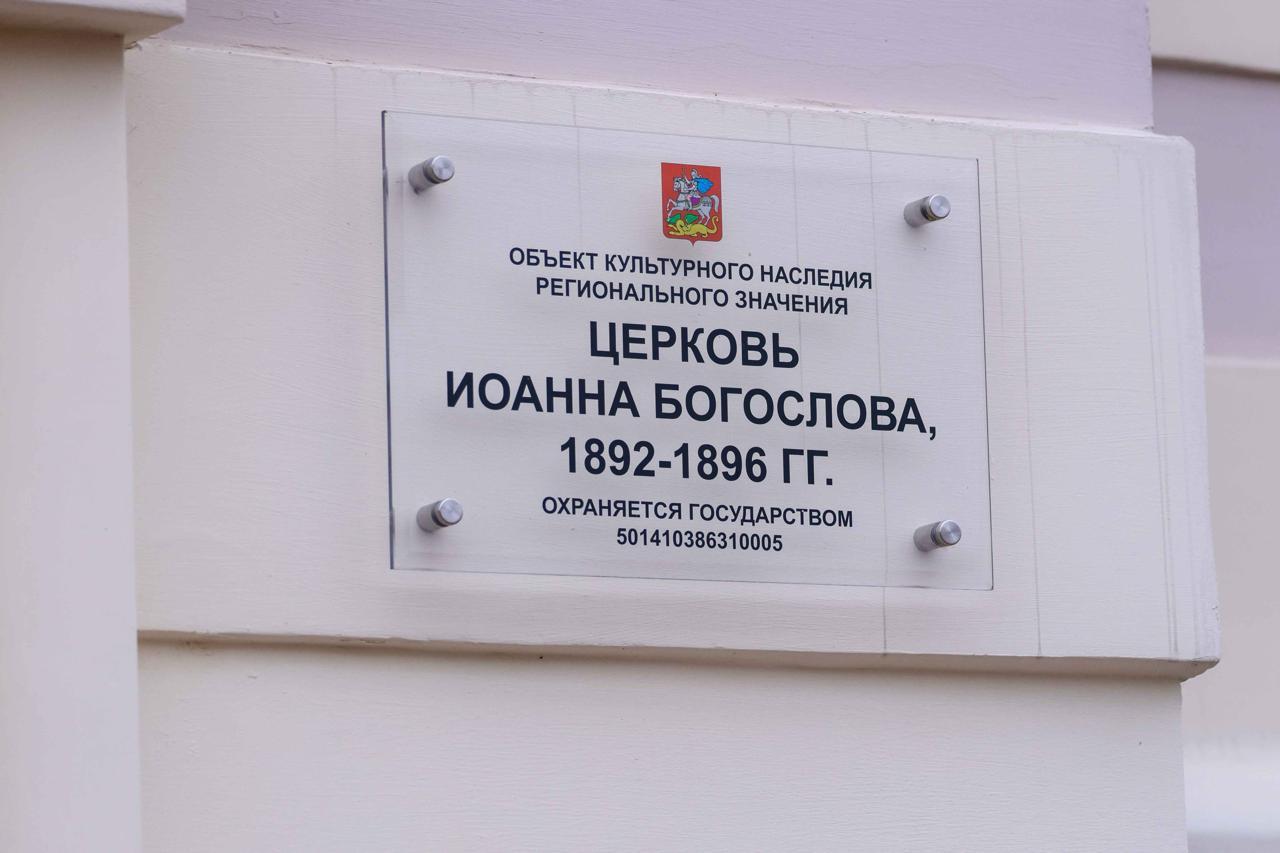 ОБЪЕКТ КУЛЬТУРНОГО НАСЛЕДИЯ
РЕГИОНАЛЬНОГО ЗНАЧЕНИЯ
ЦЕРКОВЬ
ИОАННА БОГОСЛОВА,
1892-1896 ГГ.
ОХРАНЯЕТСЯ ГОСУДАРСТВОМ
501410386310005